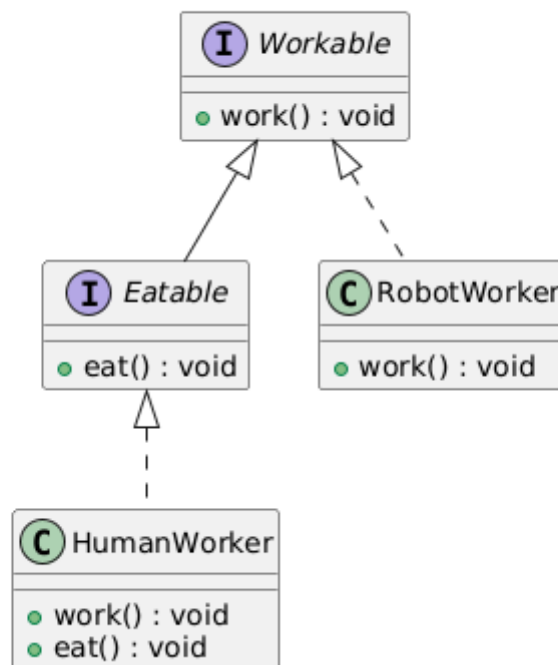 I Workable
work() : void
I Eatable
C RobotWorker
eat() : void
work() : void
C HumanWorker
work() : void
eat() : void